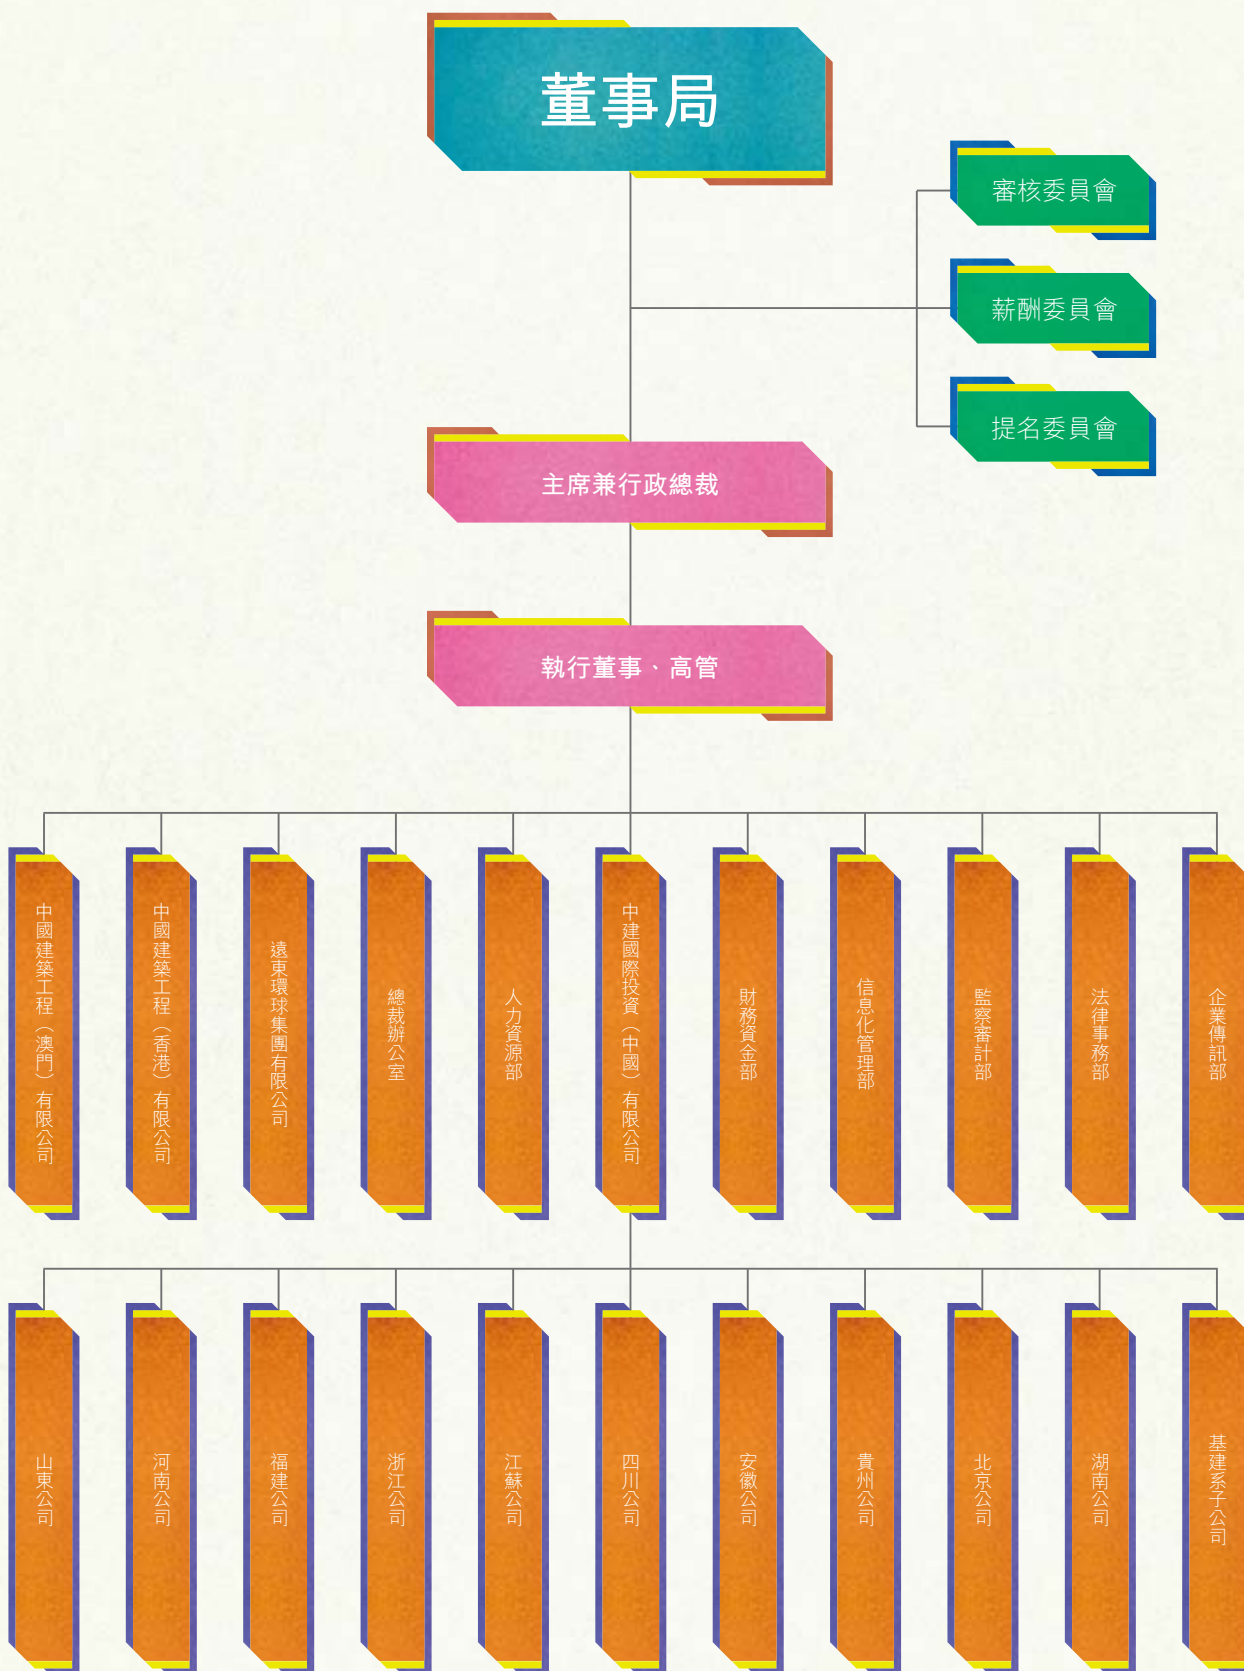 董事局
審核委員會
薪酬委員會
提名委員會
主席兼行政總裁
執行董事、高管
中國建築工程（澳門）有限公司
中國建築工程（香港）有限公司
遠東環球集團有限公司
總裁辦公室
人力資源部
中建國際投資（中國）有限公司
財務資金部
信息化管理部
監察審計部
法律事務部
企業傳訊部
山東公司
河南公司
福建公司
浙江公司
江蘇公司
四川公司
安徽公司
貴州公司
北京公司
湖南公司
基建系子公司